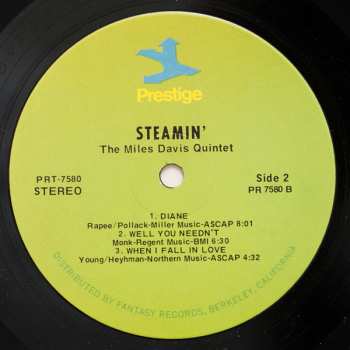 Prestige
STEAMIN'
The Miles Davis Quintet
PRT-7580
STEREO
Side 2
PR 7580 B
1. DIANE
Rapee/Pollack-Miller Music-ASCAP 8:01
2. WELL YOU NEEDN'T
Monk-Regent Music-BMI 6:30
3. WHEN I FALL IN LOVE
Young/Heyhman-Northern Music-ASCAP 4:32
DISTRIBUTED BY FANTASY RECORDS, BERKELEY, CALIFORNIA